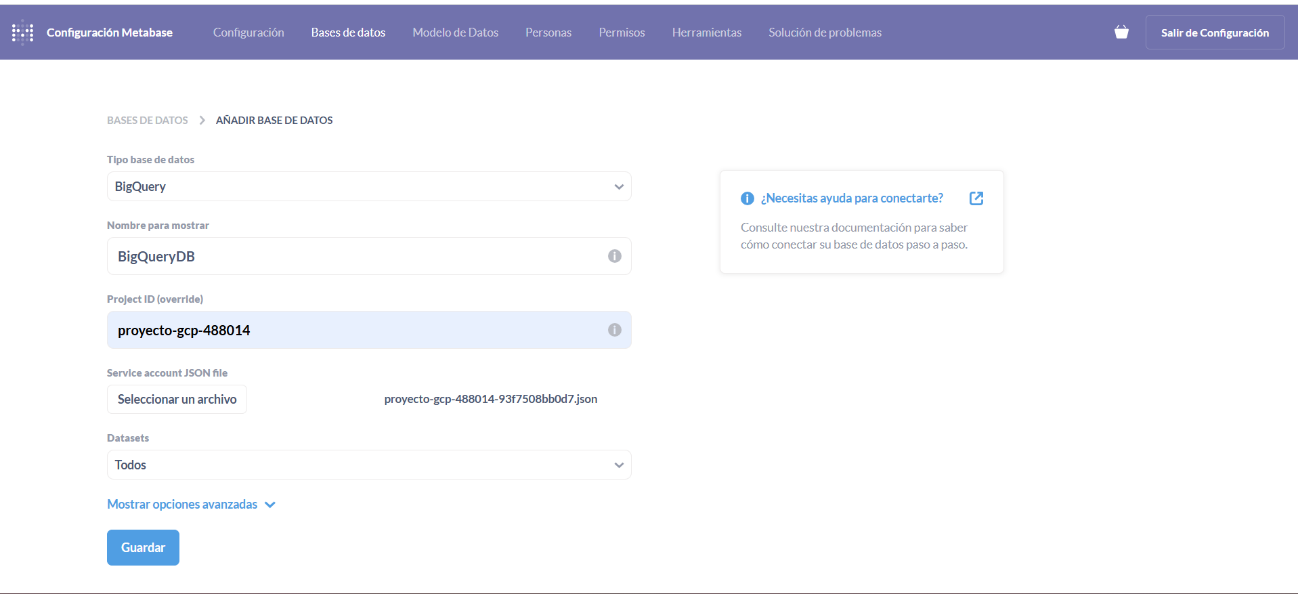 Configuración Metabase Configuración Bases de datos Modelo de Datos Personas Permisos Herramientas Solución de problemas Salir de Configuración
BASES DE DATOS > AÑADIR BASE DE DATOS
Tipo base de datos
BigQuery
Nombre para mostrar
BigQueryDB
Project ID (override)
proyecto-gcp-488014
Service account JSON file
Seleccionar un archivo proyecto-gcp-488014-93f7508bb0d7.json
Datasets
Todos
Mostrar opciones avanzadas
Guardar
¿Necesitas ayuda para conectarte?
Consulte nuestra documentación para saber
cómo conectar su base de datos paso a paso.